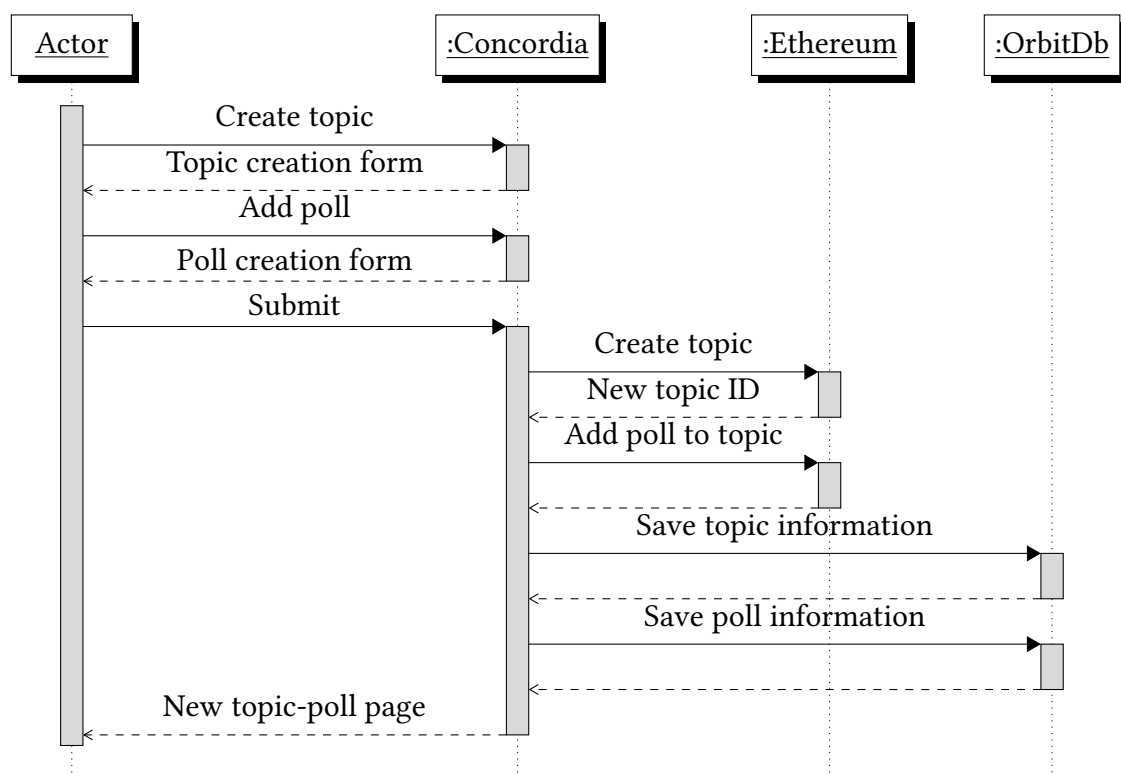 Actor
:Concordia
:Ethereum
:OrbitDb
Create topic
Topic creation form
Add poll
Poll creation form
Submit
Create topic
New topic ID
Add poll to topic
Save topic information
Save poll information
New topic-poll page